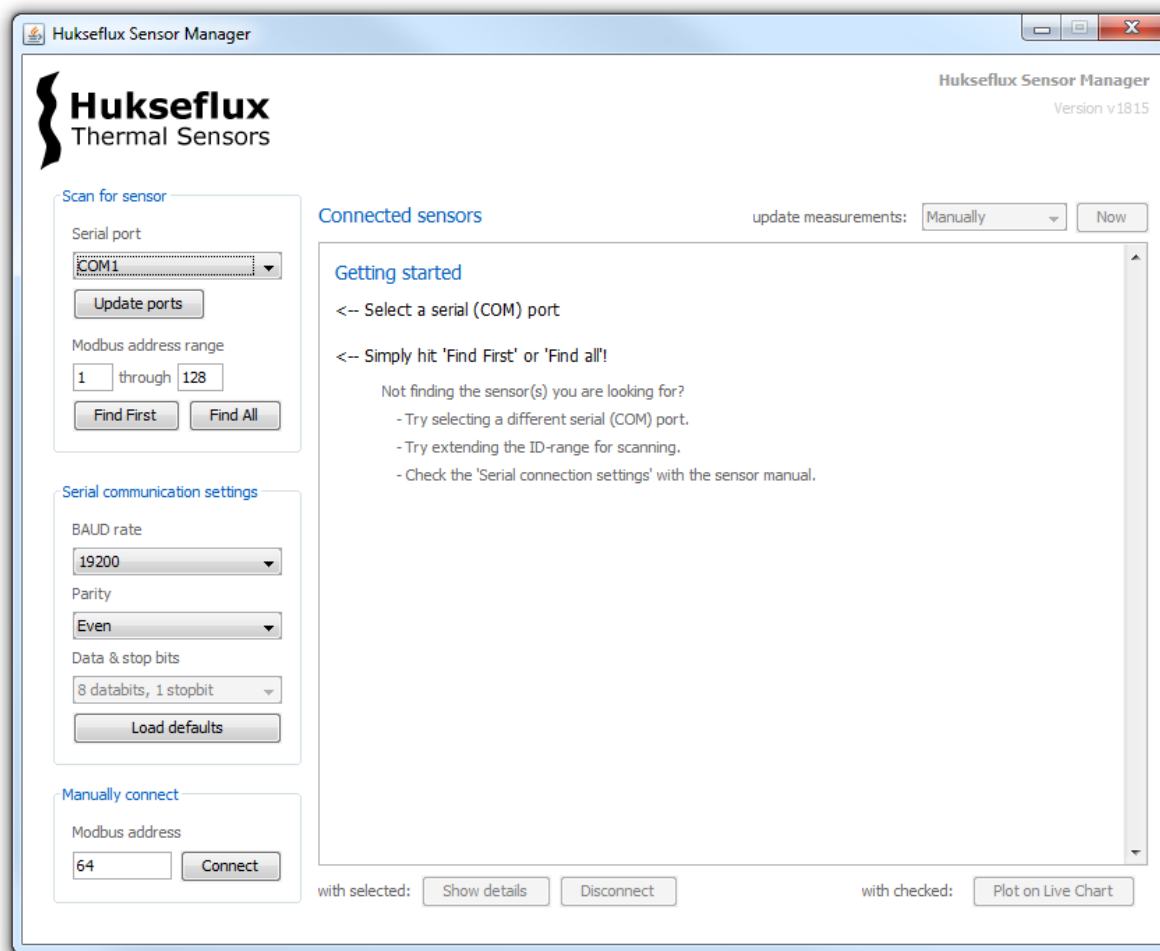 Hukseflux Sensor Manager
Hukseflux Sensor Manager
Version v1815
Hukseflux
Thermal Sensors
Scan for sensor
Serial port
COM1
Update ports
Modbus address range
1 through 128
Find First Find All
Serial communication settings
BAUD rate
19200
Parity
Even
Data & stop bits
8 databits, 1 stopbit
Load defaults
Manually connect
Modbus address
64 Connect
Connected sensors update measurements: Manually Now
Getting started
<-- Select a serial (COM) port
<-- Simply hit 'Find First' or 'Find all'!
Not finding the sensor(s) you are looking for?
- Try selecting a different serial (COM) port.
- Try extending the ID-range for scanning.
- Check the 'Serial connection settings' with the sensor manual.
with selected: Show details Disconnect with checked: Plot on Live Chart